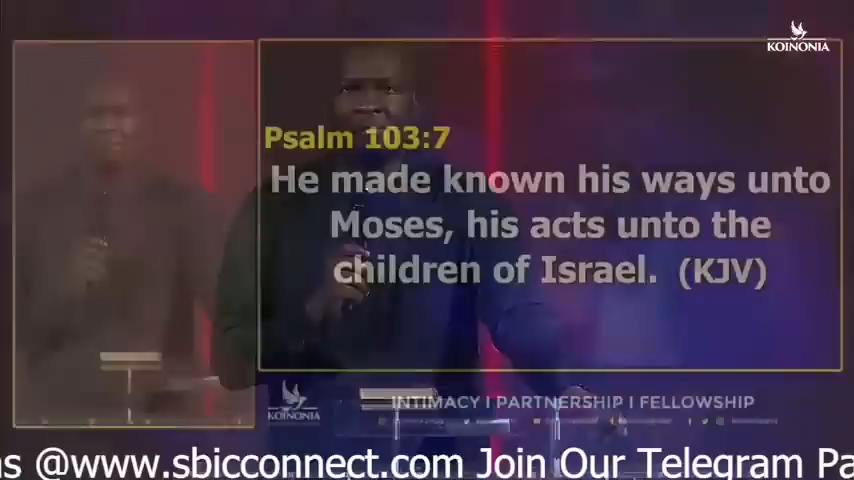 KOINONIA
Psalm 103:7
He made known his ways unto
Moses, his acts unto the
children of Israel. (KJV)
KOINONIA
INTIMACY I PARTNERSHIP I FELLOWSHIP
s @www.sbicconnect.com Join Our Telegram Pa